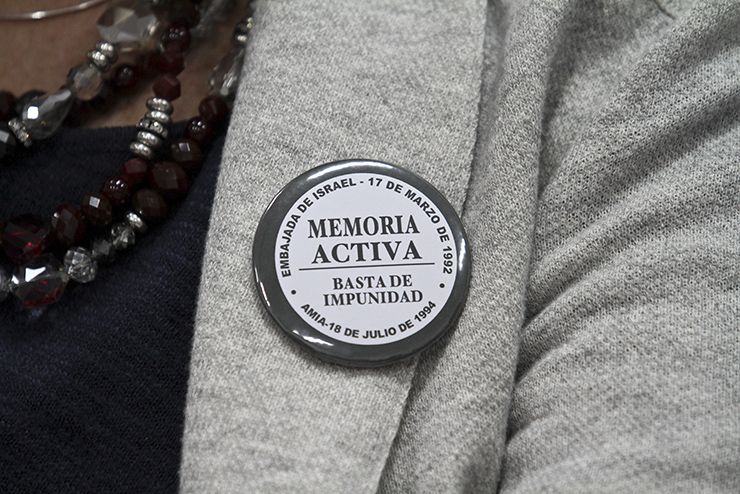 EMBAJADA DE ISRAEL - 17 DE MARZO DE 1992
MEMORIA
ACTIVA
BASTA DE
IMPUNIDAD
• AMIA-18 DE JULIO DE 1994 •